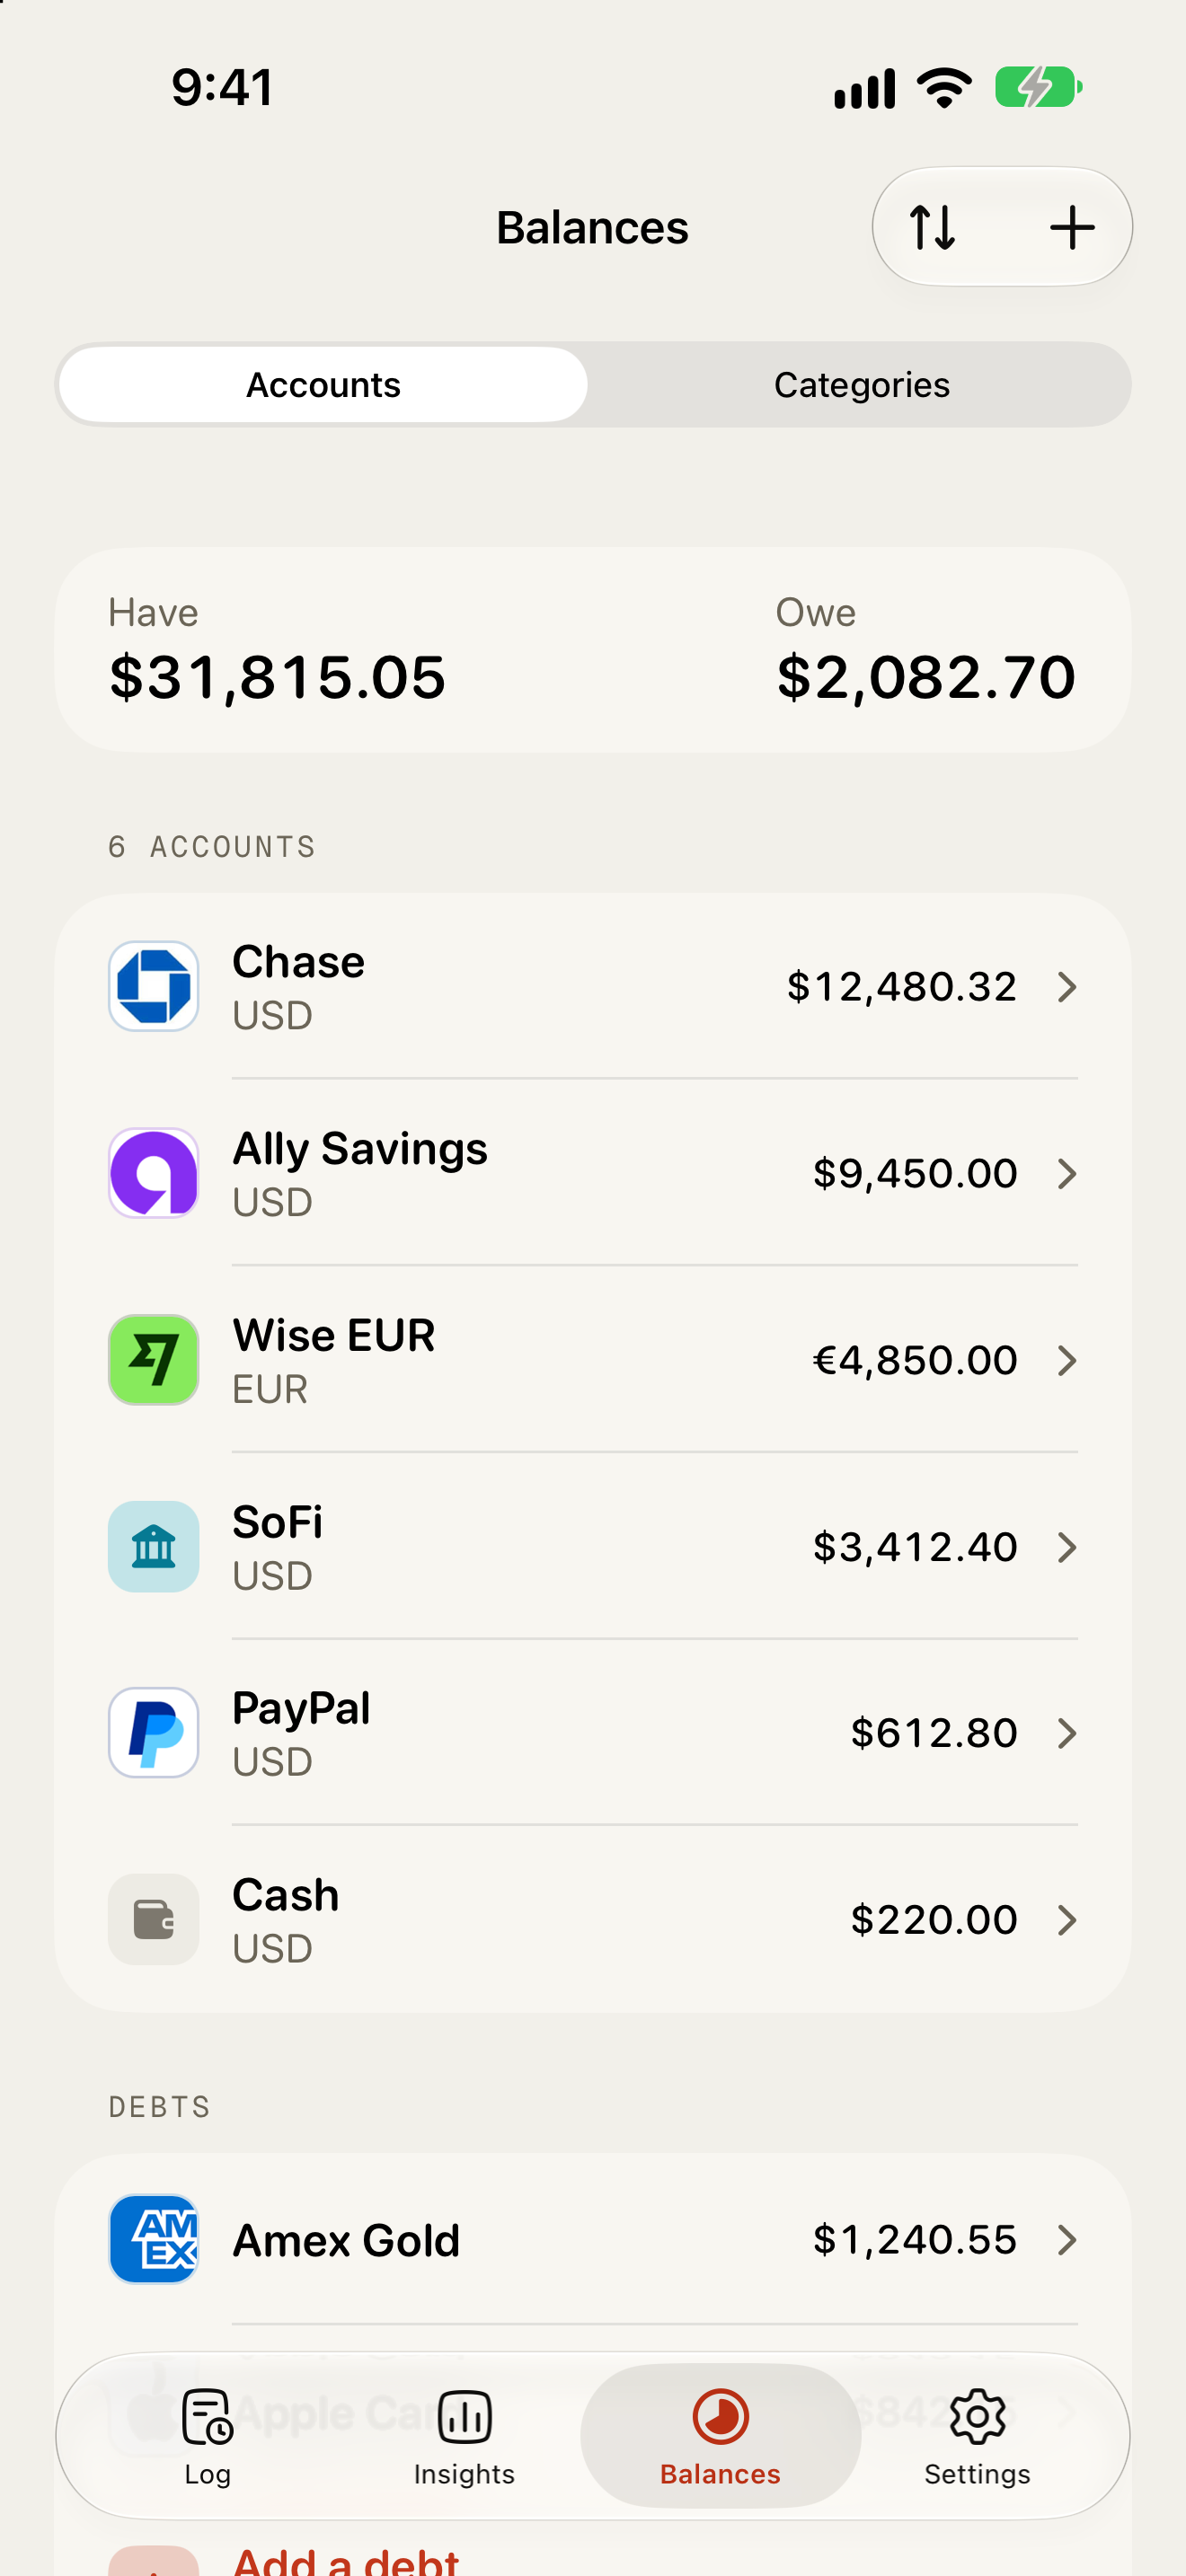 9:41
Balances
Accounts
Categories
Have
Owe
$31,815.05
$2,082.70
6 ACCOUNTS
Chase
USD
$12,480.32
Ally Savings
USD
$9,450.00
Wise EUR
EUR
€4,850.00
SoFi
USD
$3,412.40
PayPal
USD
$612.80
Cash
USD
$220.00
DEBTS
AM
EX
Amex Gold
$1,240.55
Apple
Log
Insights
Balances
Settings
Add a debt